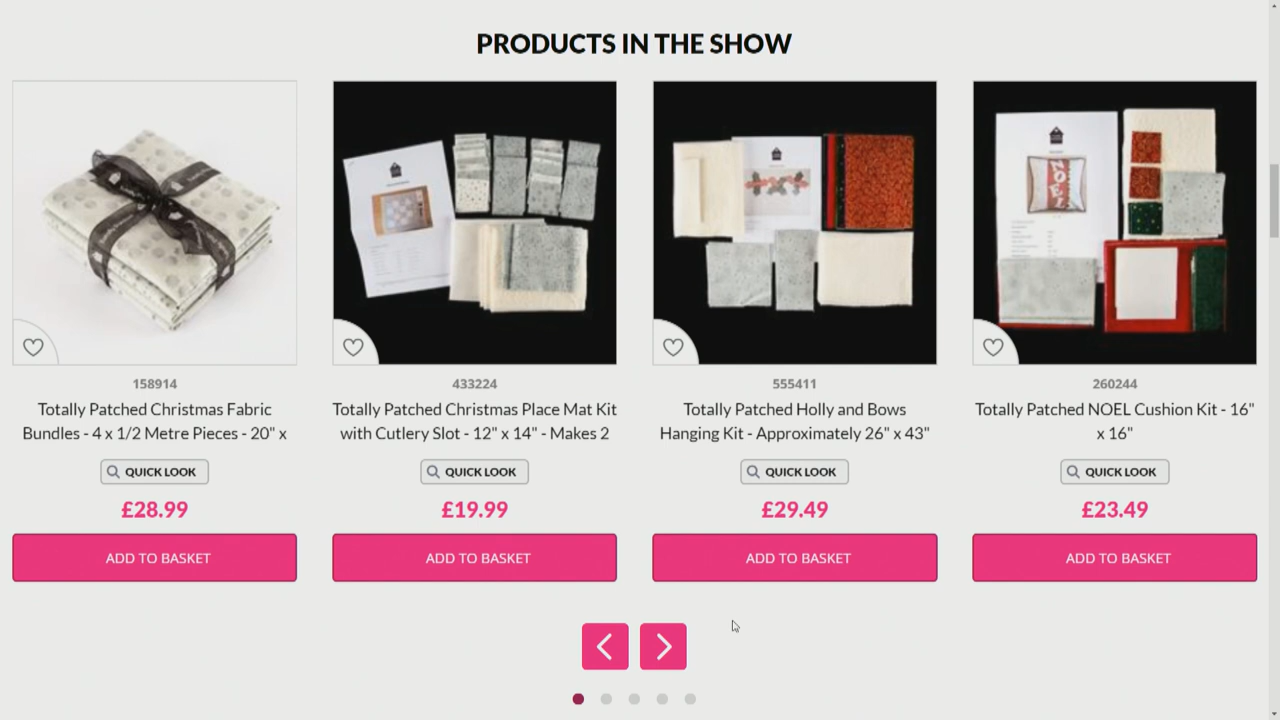 PRODUCTS IN THE SHOW
158914
Totally Patched Christmas Fabric
Bundles - 4 x 1/2 Metre Pieces - 20" x
QUICK LOOK
£28.99
ADD TO BASKET
433224
Totally Patched Christmas Place Mat Kit
with Cutlery Slot - 12" x 14" - Makes 2
QUICK LOOK
£19.99
ADD TO BASKET
555411
Totally Patched Holly and Bows
Hanging Kit - Approximately 26" x 43"
QUICK LOOK
£29.49
ADD TO BASKET
NOEL
260244
Totally Patched NOEL Cushion Kit - 16"
x 16"
QUICK LOOK
£23.49
ADD TO BASKET